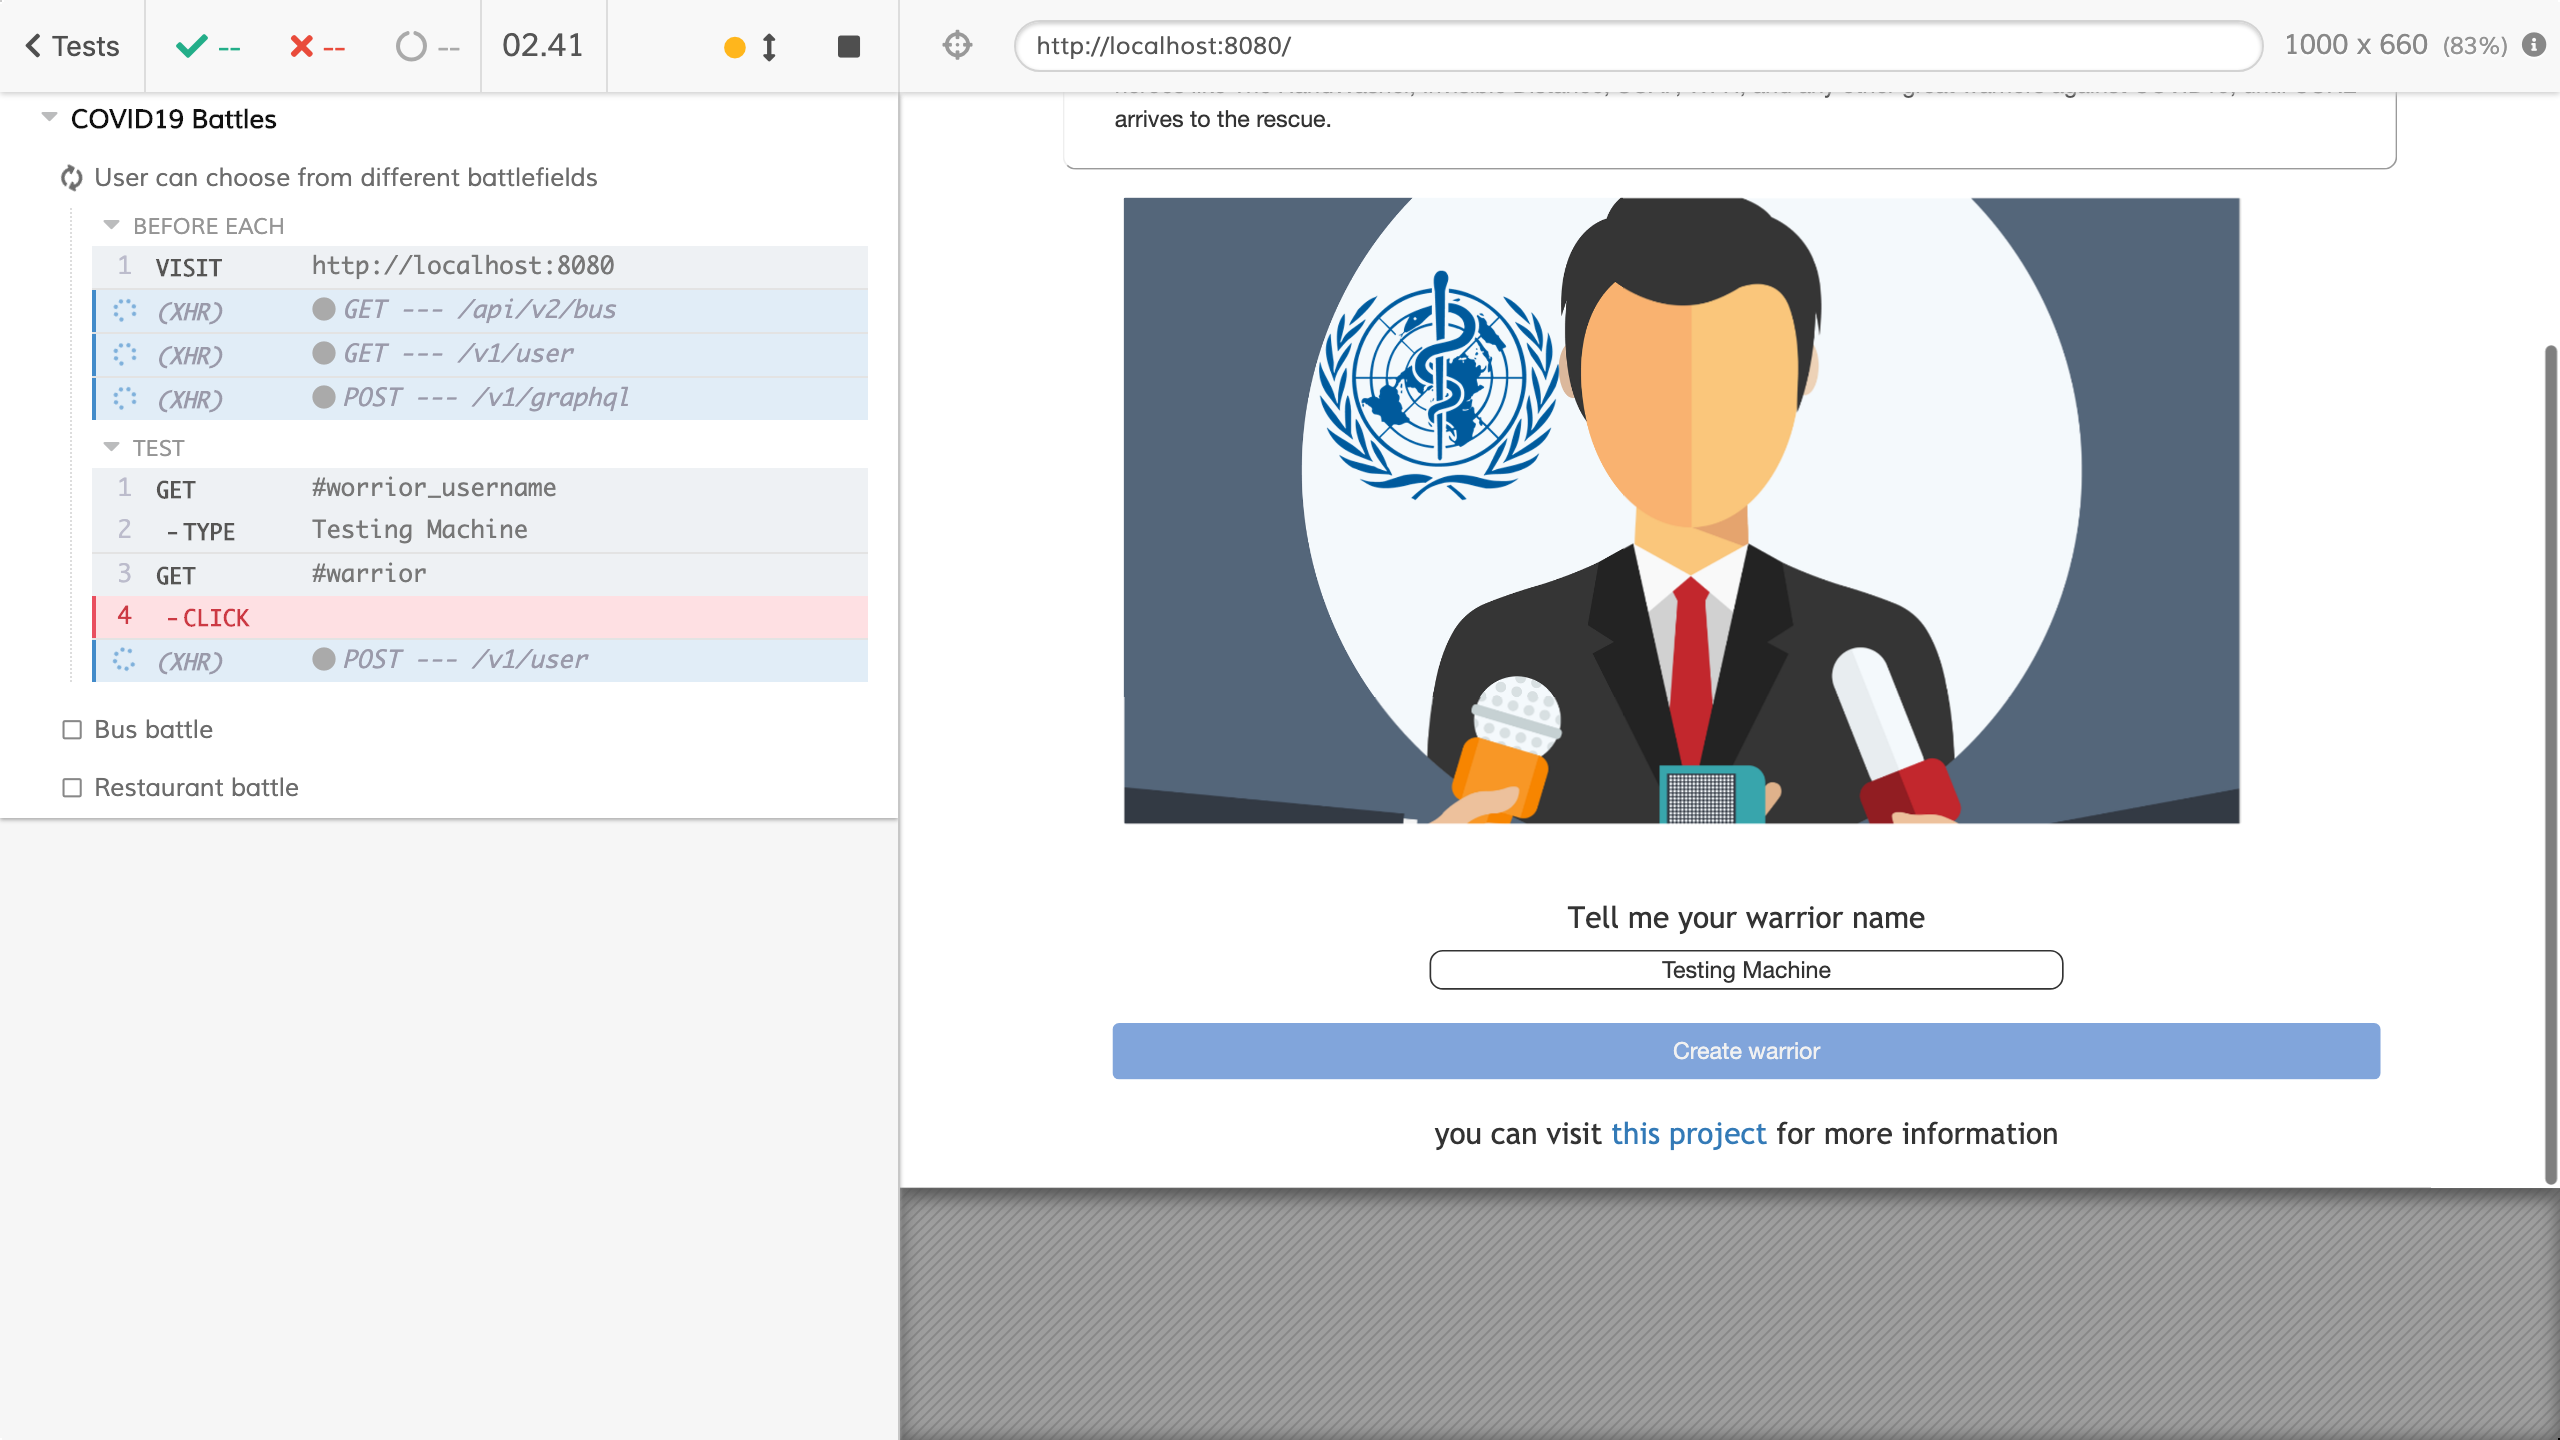 Tests
--
--
--
02.41
http://localhost:8080/
1000 x 660 (83%)
COVID19 Battles
User can choose from different battlefields
BEFORE EACH
1 VISIT http://localhost:8080
(XHR) GET --- /api/v2/bus
(XHR) GET --- /v1/user
(XHR) POST --- /v1/graphql
TEST
1 GET #worrior_username
2 -TYPE Testing Machine
3 GET #warrior
4 -CLICK
(XHR) POST --- /v1/user
Bus battle
Restaurant battle
arrives to the rescue.
Tell me your warrior name
Testing Machine
Create warrior
you can visit this project for more information